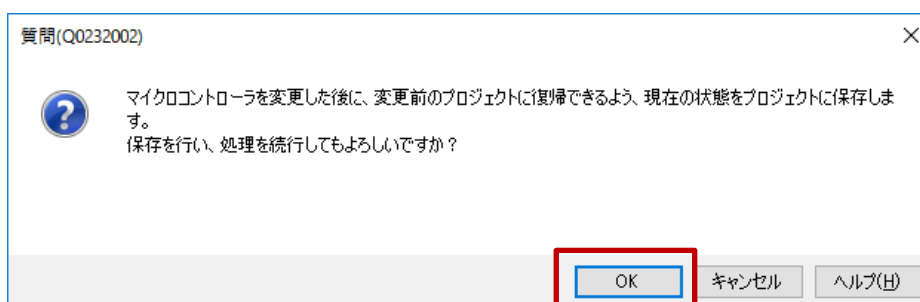 質問(Q0232002)
マイクロコントローラを変更した後に、変更前のプロジェクトに復帰できるよう、現在の状態をプロジェクトに保存しま
す。
保存を行い、処理を続行してもよろしいですか？
OK キャンセル ヘルプ(H)